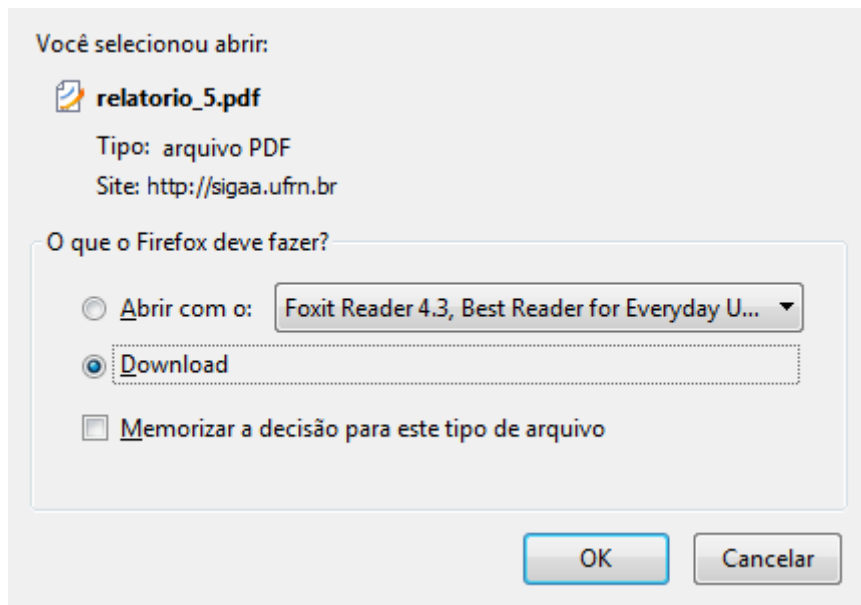 Você selecionou abrir:
relatorio_5.pdf
Tipo: arquivo PDF
Site: http://sigaa.ufrn.br
O que o Firefox deve fazer?
Abrir com o: Foxit Reader 4.3, Best Reader for Everyday U...
Download
Memorizar a decisão para este tipo de arquivo
OK Cancelar